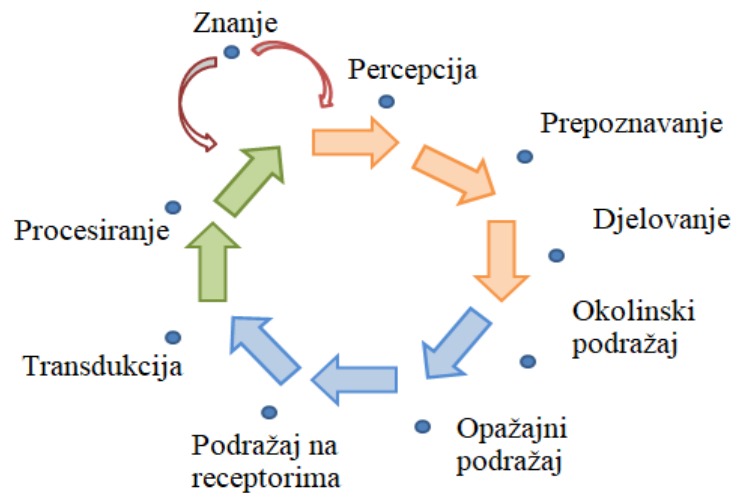 Znanje
Percepcija
Prepoznavanje
Djelovanje
Okolinski
podražaj
Opažajni
podražaj
Podražaj na
receptorima
Transdukcija
Procesiranje